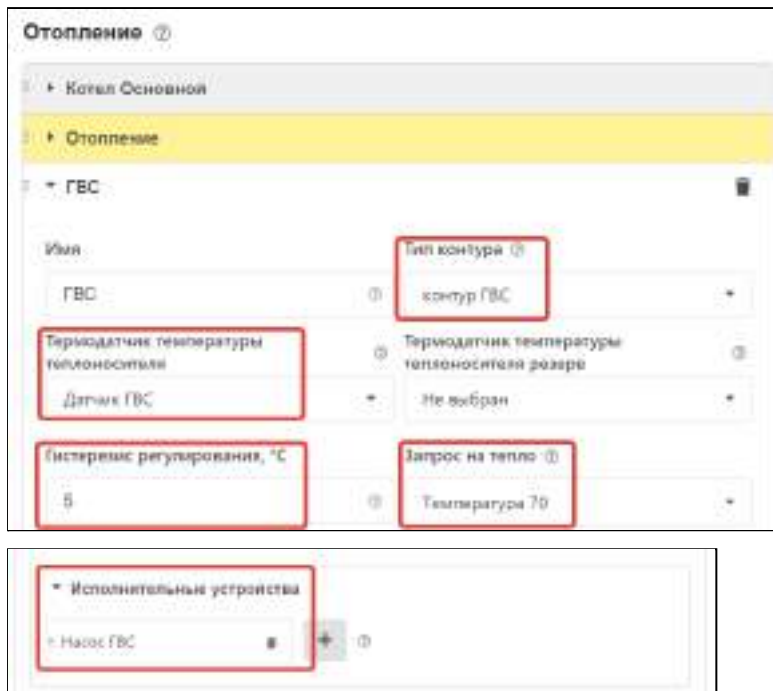 Отопление
Котел Основной
Отопление
ГВС
Имя
Тип контура
ГВС
контур ГВС
Термодатчик температуры теплоносителя
Термодатчик температуры теплоносителя резерв
Датчик ГВС
Не выбран
Гистерезис регулирования, °C
Запрос на тепло
5
Температура 70
Исполнительные устройства
Насос ГВС
+